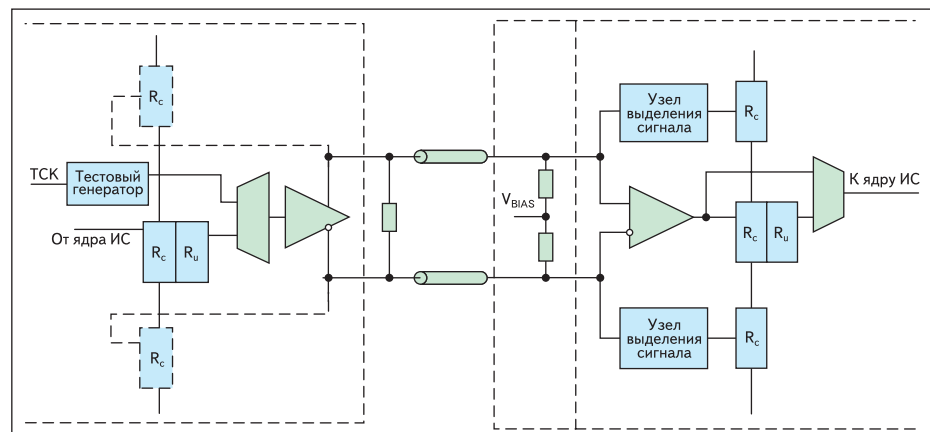 Rc
TCK
Тестовый
генератор
От ядра ИС
Rc
Ru
Rc
VBIAS
Узел
выделения
сигнала
Rc
К ядру ИС
Rc
Ru
Узел
выделения
сигнала
Rc